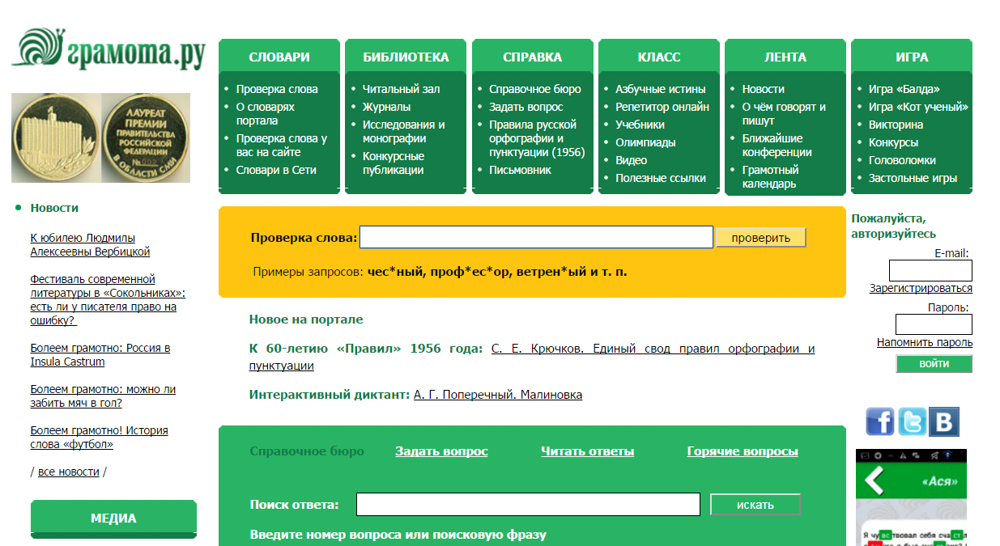 грамота.ру
ЛАУРЕАТ
ПРЕМИИ
ПРАВИТЕЛЬСТВА
РОССИЙСКОЙ
ФЕДЕРАЦИИ
В ОБЛАСТИ СМИ
Новости
К юбилею Людмилы
Алексеевны Вербицкой
Фестиваль современной
литературы в «Сокольниках»:
есть ли у писателя право на
ошибку?
Болеем грамотно: Россия в
Insula Castrum
Болеем грамотно: можно ли
забить мяч в гол?
Болеем грамотно! История
слова «футбол»
/ все новости /
МЕДИА
СЛОВАРИ
Проверка слова
О словарях
портала
Проверка слова у
вас на сайте
Словари в Сети
БИБЛИОТЕКА
Читальный зал
Журналы
Исследования и
монографии
Конкурсные
публикации
СПРАВКА
Справочное бюро
Задать вопрос
Правила русской
орфографии и
пунктуации (1956)
Письмовник
КЛАСС
Азбучные истины
Репетитор онлайн
Учебники
Олимпиады
Видео
Полезные ссылки
ЛЕНТА
Новости
О чём говорят и
пишут
Ближайшие
конференции
Грамотный
календарь
ИГРА
Игра «Балда»
Игра «Кот ученый»
Викторина
Конкурсы
Головоломки
Застольные игры
Проверка слова: проверить
Примеры запросов: чес*ный, проф*ес*ор, ветрен*ый и т. п.
Новое на портале
К 60-летию «Правил» 1956 года: С. Е. Крючков. Единый свод правил орфографии и
пунктуации
Интерактивный диктант: А. Г. Поперечный. Малиновка
Справочное бюро Задать вопрос Читать ответы Горячие вопросы
Поиск ответа: искать
Введите номер вопроса или поисковую фразу
Пожалуйста,
авторизуйтесь
E-mail:
Зарегистрироваться
Пароль:
Напомнить пароль
войти
«Ася»
Я чувствовал себя счастл